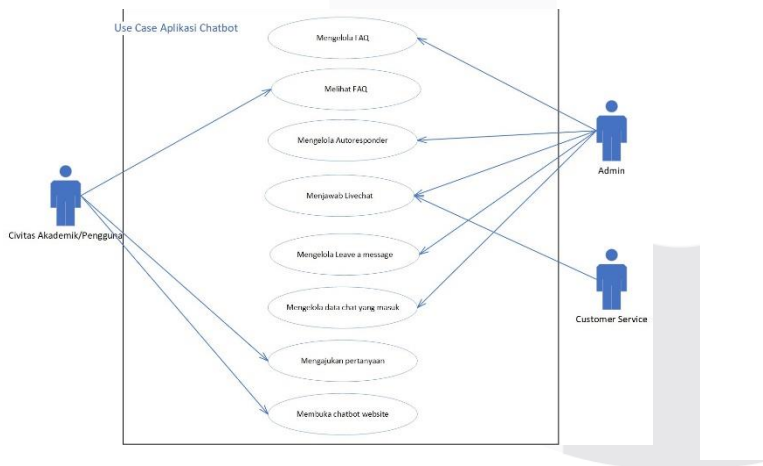 Use Case Aplikasi Chatbot
Mengelola FAQ
Melihat FAQ
Mengelola Autoresponder
Admin
Menjawab Livechat
Civitas Akademik/Pengguna
Mengelola Leave a message
Mengelola data chat yang masuk
Customer Service
Mengajukan pertanyaan
Membuka chatbot website